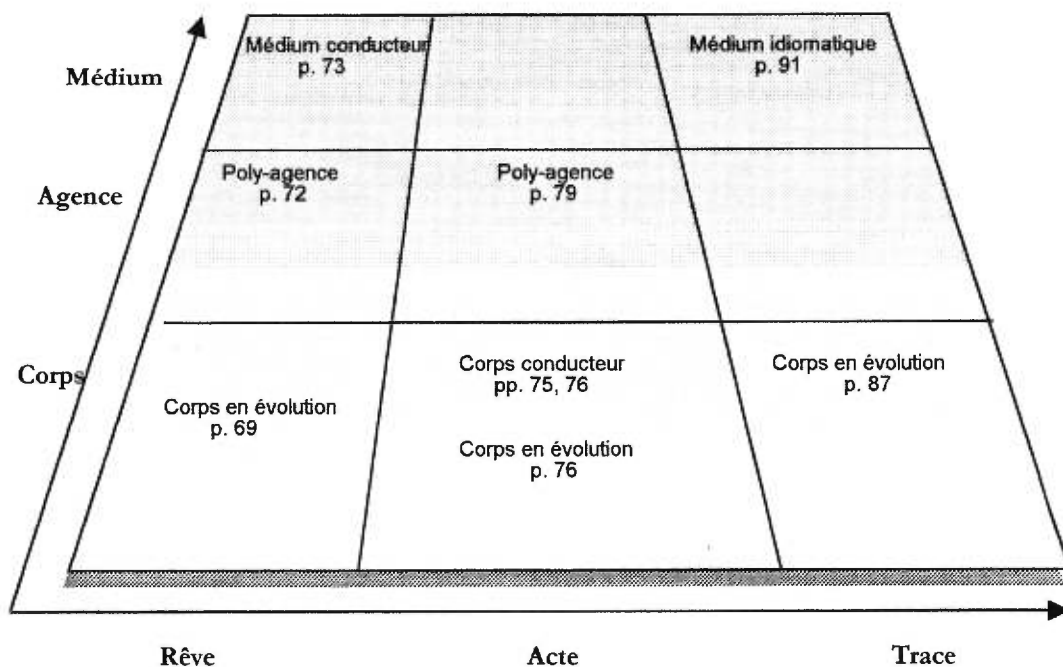 Médium
Médium conducteur
p. 73
Médium idiomatique
p. 91
Agence
Poly-agence
p. 72
Poly-agence
p. 79
Corps
Corps en évolution
p. 69
Corps conducteur
pp. 75, 76
Corps en évolution
p. 76
Corps en évolution
p. 87
Rêve
Acte
Trace